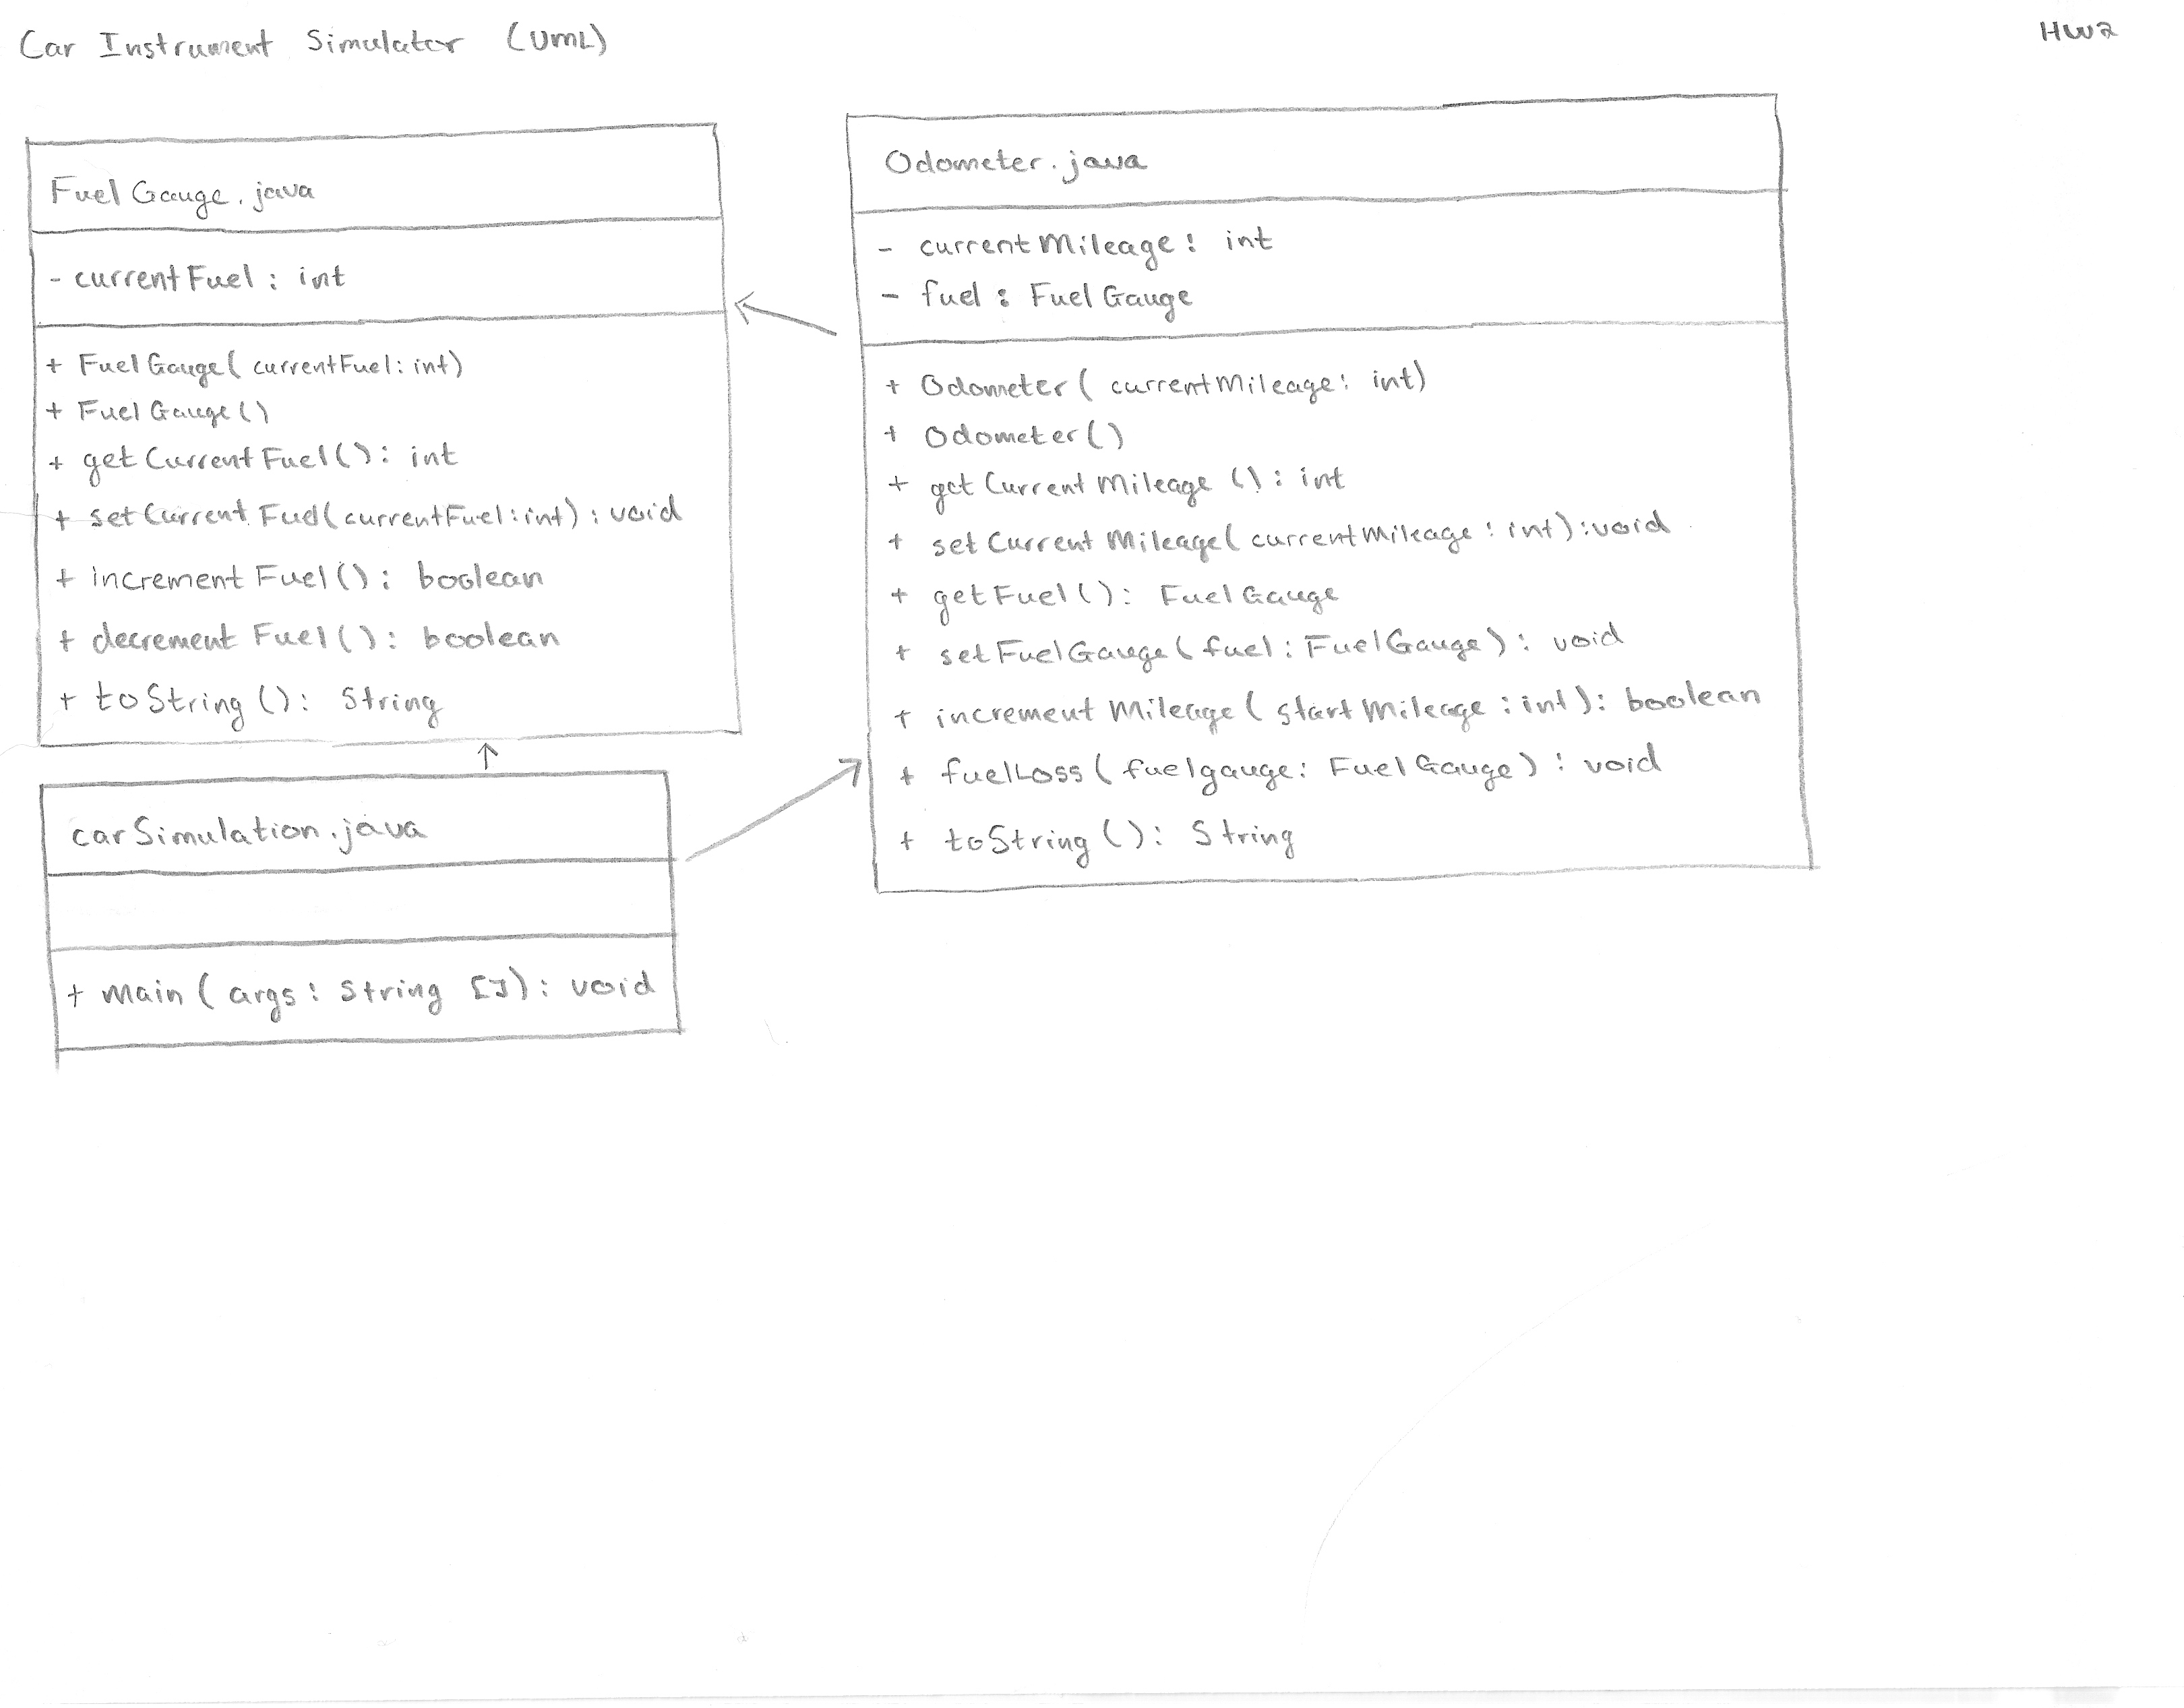 Car Instrument Simulator (UML)
HW2
FuelGauge.java
- currentFuel : int
+ FuelGauge( currentFuel: int)
+ FuelGauge()
+ getCurrentFuel(): int
+ setCurrentFuel(currentFuel:int) : void
+ incrementFuel(): boolean
+ decrementFuel(): boolean
+ toString(): String
Odometer.java
- currentMileage: int
- fuel : FuelGauge
+ Odometer( currentMileage: int)
+ Odometer()
+ getCurrentMileage (): int
+ setCurrentMileage( currentMileage : int):void
+ getFuel(): FuelGauge
+ setFuelGauge( fuel : FuelGauge) : void
+ incrementMileage( startMileage : int): boolean
+ fuelLoss( fuelgauge: FuelGauge) : void
+ toString(): String
carSimulation.java
+ main( args: String []): void